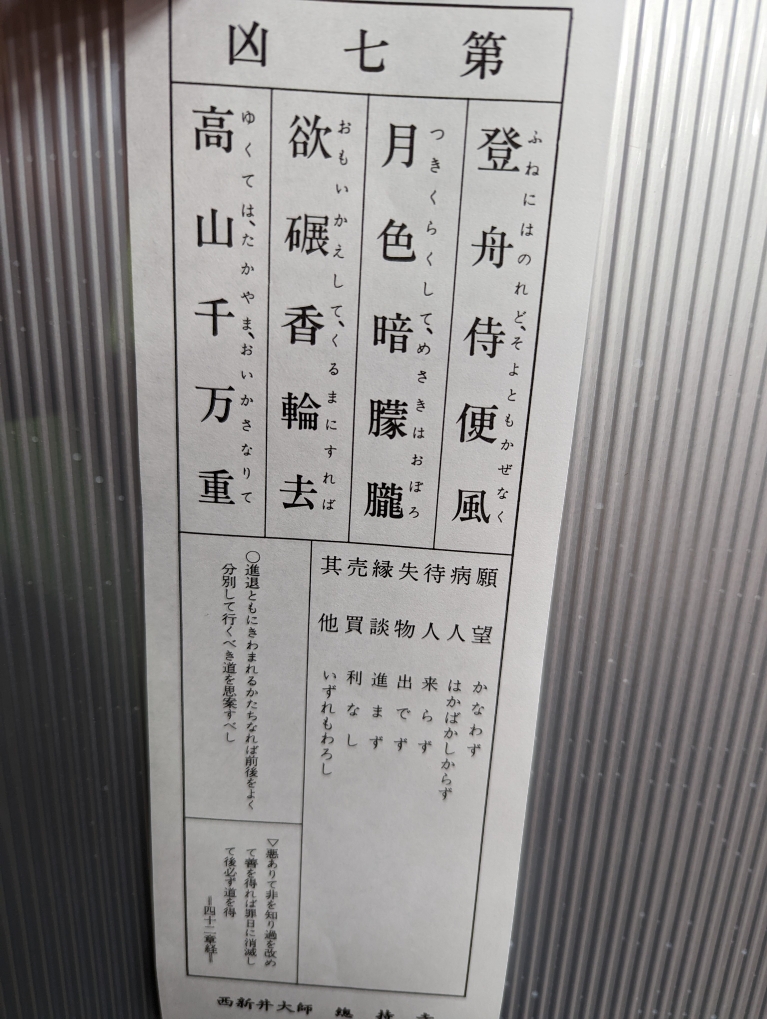 第七凶
登舟侍便風
ふねにはのれど、そよともかぜなく
月色暗朦朧
つきくらくして、めさきはおぼろ
欲碾香輪去
おもいかえして、くるまにすれば
高山千万重
ゆくては、たかやま、おいかさなりて
願望 かなわず
病人 はかばかしからず
待人 来らず
失物 出でず
縁談 進まず
売買 利なし
其他 いずれもわろし
○進退ともにきわまれるかたちなれば前後をよく
分別して行くべき道を思案すべし
▽悪ありて非を知り過を改め
て善を得れば罪日に消滅し
て後必ず道を得
＝四十二章経＝
西新井大師 總持寺